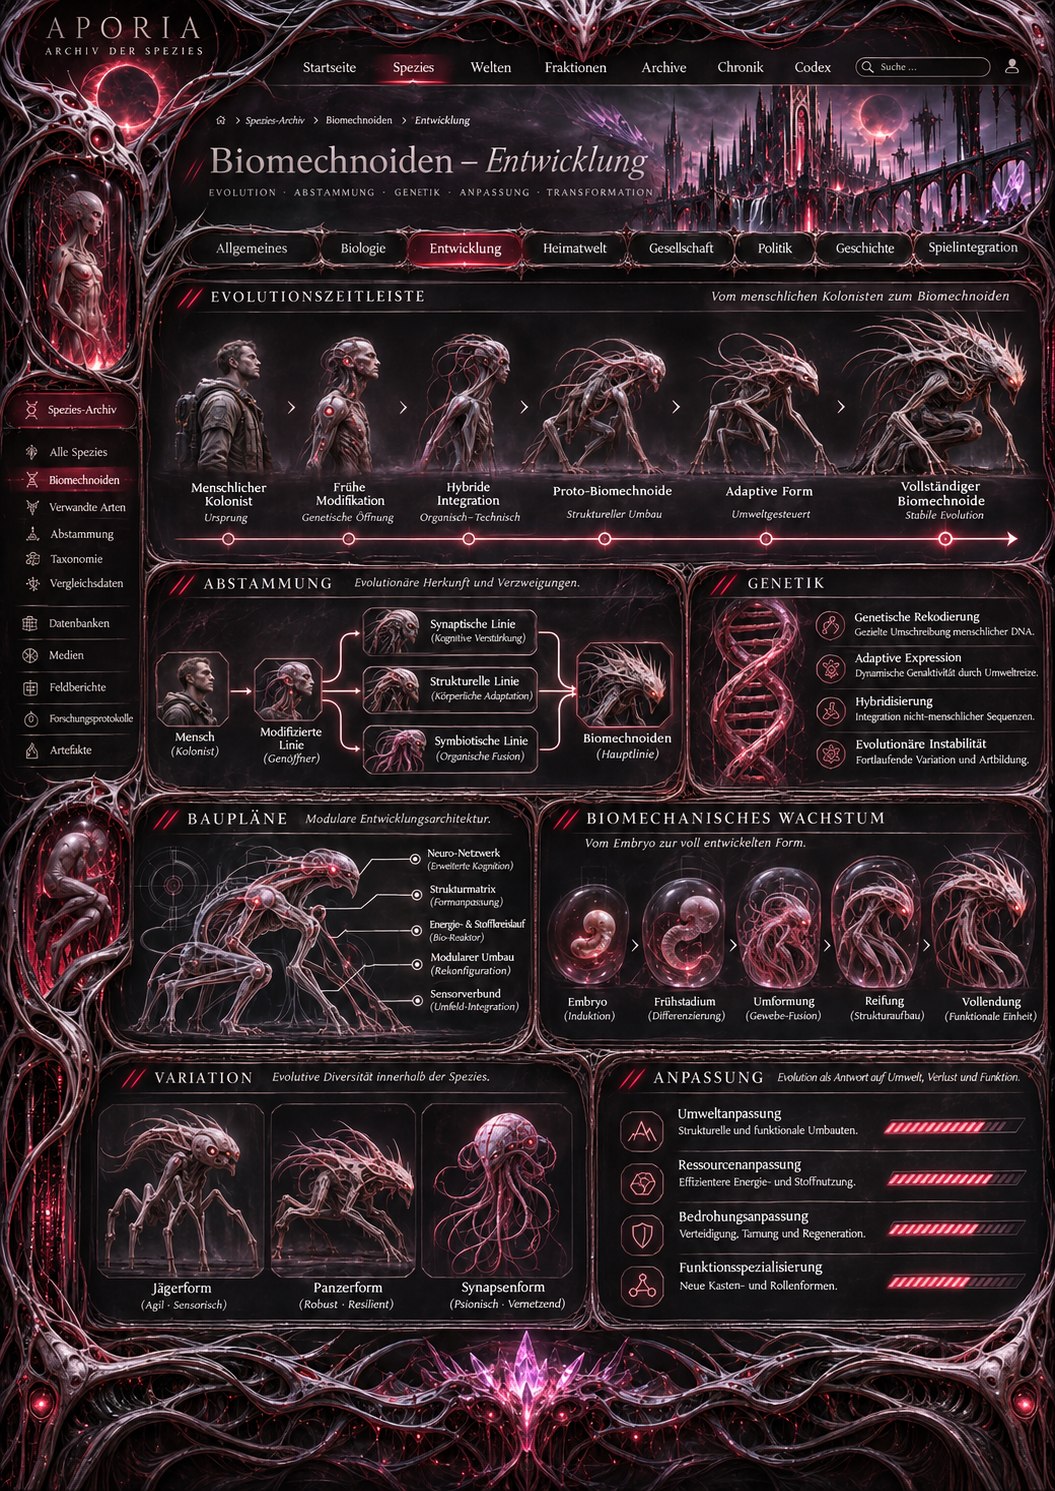 APORIA
ARCHIV DER SPEZIES
Startseite
Spezies
Welten
Fraktionen
Archive
Chronik
Codex
Suche ...
Spezies-Archiv > Biomechnoiden > Entwicklung
Biomechnoiden – Entwicklung
EVOLUTION · ABSTAMMUNG · GENETIK · ANPASSUNG · TRANSFORMATION
Allgemeines
Biologie
Entwicklung
Heimatwelt
Gesellschaft
Politik
Geschichte
Spielintegration
Spezies-Archiv
Alle Spezies
Biomechnoiden
Verwandte Arten
Abstammung
Taxonomie
Vergleichsdaten
Datenbanken
Medien
Feldberichte
Forschungsprotokolle
Artefakte
// EVOLUTIONSZEITLEISTE
Vom menschlichen Kolonisten zum Biomechnoiden
Menschlicher
Kolonist
Ursprung
Frühe
Modifikation
Genetische Öffnung
Hybride
Integration
Organisch–Technisch
Proto-Biomechnoide
Struktureller Umbau
Adaptive Form
Umweltgesteuert
Vollständiger
Biomechnoide
Stabile Evolution
// ABSTAMMUNG
Evolutionäre Herkunft und Verzweigungen.
Mensch
(Kolonist)
Modifizierte
Linie
(Genöffner)
Synaptische Linie
(Kognitive Verstärkung)
Strukturelle Linie
(Körperliche Adaptation)
Symbiotische Linie
(Organische Fusion)
Biomechnoiden
(Hauptlinie)
// GENETIK
Genetische Rekodierung
Gezielte Umschreibung menschlicher DNA.
Adaptive Expression
Dynamische Genaktivität durch Umweltreize.
Hybridisierung
Integration nicht-menschlicher Sequenzen.
Evolutionäre Instabilität
Fortlaufende Variation und Artbildung.
// BAUPLÄNE
Modulare Entwicklungsarchitektur.
Neuro-Netzwerk
(Erweiterte Kognition)
Strukturmatrix
(Formanpassung)
Energie- & Stoffkreislauf
(Bio-Reaktor)
Modularer Umbau
(Rekonfiguration)
Sensorverbund
(Umfeld-Integration)
// BIOMECHANISCHES WACHSTUM
Vom Embryo zur voll entwickelten Form.
Embryo
(Induktion)
Frühstadium
(Differenzierung)
Umformung
(Gewebe-Fusion)
Reifung
(Strukturaufbau)
Vollendung
(Funktionale Einheit)
// VARIATION
Evolutive Diversität innerhalb der Spezies.
Jägerform
(Agil · Sensorisch)
Panzerform
(Robust · Resilient)
Synapsenform
(Psionisch · Vernetzend)
// ANPASSUNG
Evolution als Antwort auf Umwelt, Verlust und Funktion.
Umweltanpassung
Strukturelle und funktionale Umbauten.
Ressourcenanpassung
Effizientere Energie- und Stoffnutzung.
Bedrohungsanpassung
Verteidigung, Tarnung und Regeneration.
Funktionsspezialisierung
Neue Kasten- und Rollenformen.